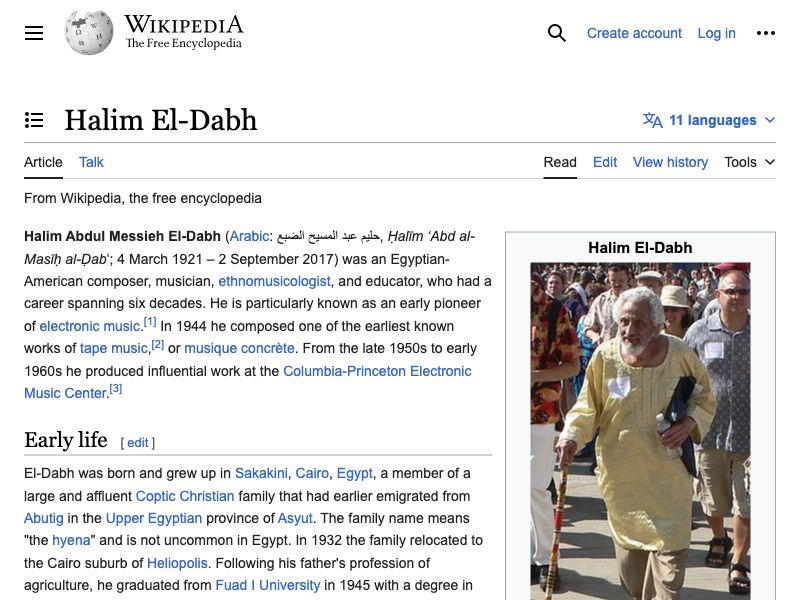 WIKIPEDIA
The Free Encyclopedia
Create account
Log in
Halim El-Dabh
11 languages
Article
Talk
Read
Edit
View history
Tools
From Wikipedia, the free encyclopedia
Halim Abdul Messieh El-Dabh (Arabic: حليم عبد المسيح الضبع, Ḥalīm ʻAbd al-
Masīḥ al-Ḍabʻ; 4 March 1921 – 2 September 2017) was an Egyptian-
American composer, musician, ethnomusicologist, and educator, who had a
career spanning six decades. He is particularly known as an early pioneer
of electronic music.[1] In 1944 he composed one of the earliest known
works of tape music,[2] or musique concrète. From the late 1950s to early
1960s he produced influential work at the Columbia-Princeton Electronic
Music Center.[3]
Halim El-Dabh
Early life [ edit ]
El-Dabh was born and grew up in Sakakini, Cairo, Egypt, a member of a
large and affluent Coptic Christian family that had earlier emigrated from
Abutig in the Upper Egyptian province of Asyut. The family name means
"the hyena" and is not uncommon in Egypt. In 1932 the family relocated to
the Cairo suburb of Heliopolis. Following his father's profession of
agriculture, he graduated from Fuad I University in 1945 with a degree in